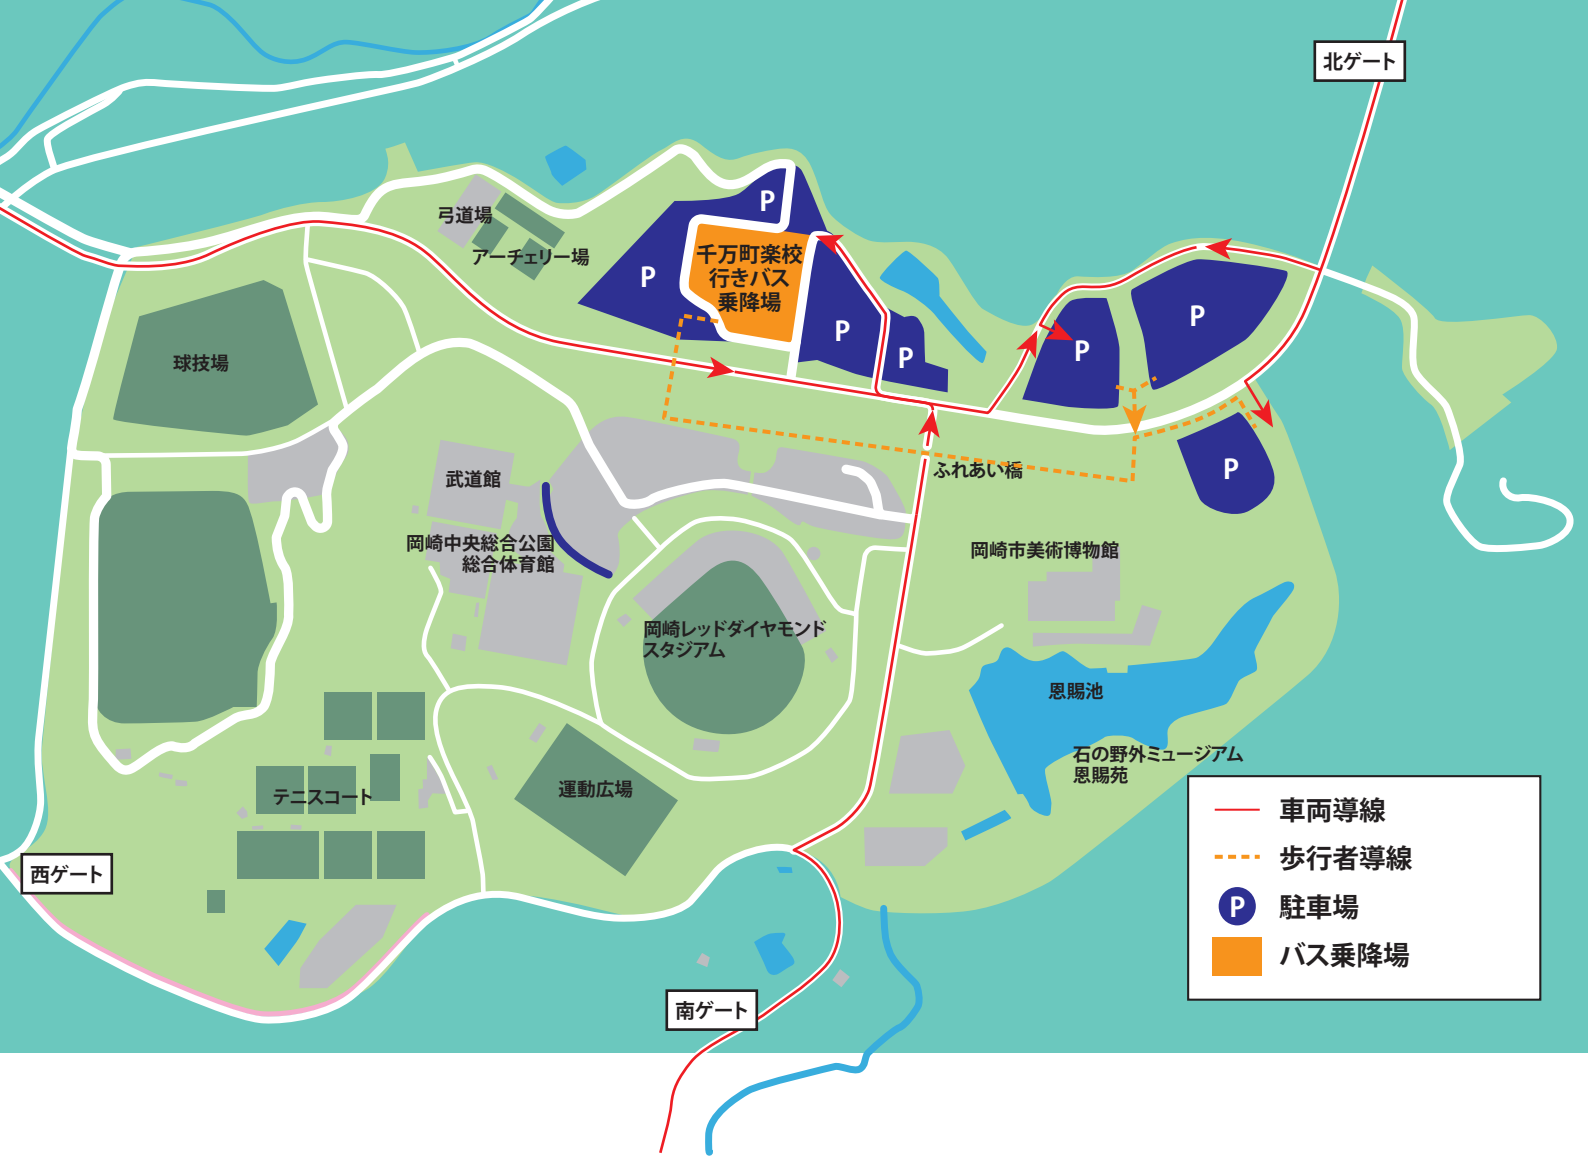 北ゲート
弓道場
アーチェリー場
P
P
千万町楽校
行きバス
乗降場
P
P
P
P
P
球技場
武道館
ふれあい橋
岡崎中央総合公園
総合体育館
岡崎市美術博物館
岡崎レッドダイヤモンド
スタジアム
恩賜池
石の野外ミュージアム
恩賜苑
テニスコート
運動広場
西ゲート
南ゲート
車両導線
歩行者導線
P 駐車場
バス乗降場